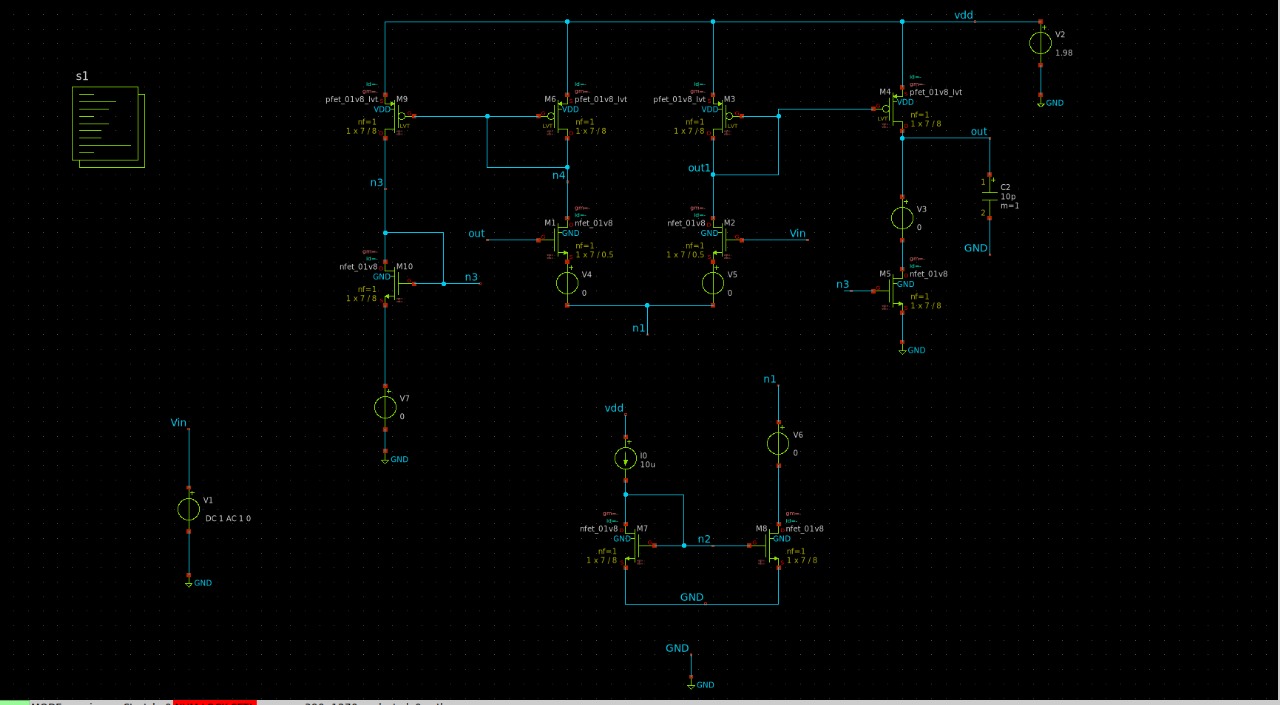 vdd
V2
1.98
GND
s1
id=-
gm=-
pfet_01v8_lvt
M9
VDD
LVT
nf=1
1 x 7 / 8
id=-
gm=-
M6
pfet_01v8_lvt
VDD
LVT
nf=1
1 x 7 / 8
id=-
gm=-
pfet_01v8_lvt
M3
VDD
LVT
nf=1
1 x 7 / 8
id=-
gm=-
M4
pfet_01v8_lvt
VDD
LVT
nf=1
1 x 7 / 8
out
n3
n4
out1
1
C2
10p
m=1
2
GND
V3
0
gm=-
id=-
M1
nfet_01v8
GND
out
nf=1
1 x 7 / 0.5
gm=-
id=-
nfet_01v8
M2
GND
Vin
nf=1
1 x 7 / 0.5
V4
0
V5
0
n1
gm=-
id=-
nfet_01v8
M10
GND
n3
nf=1
1 x 7 / 8
gm=-
id=-
M5
nfet_01v8
GND
n3
nf=1
1 x 7 / 8
GND
V7
0
GND
Vin
V1
DC 1 AC 1 0
GND
vdd
I0
10u
n1
V6
0
gm=-
id=-
nfet_01v8
M7
GND
nf=1
1 x 7 / 8
n2
gm=-
id=-
M8
nfet_01v8
GND
nf=1
1 x 7 / 8
GND
GND
GND